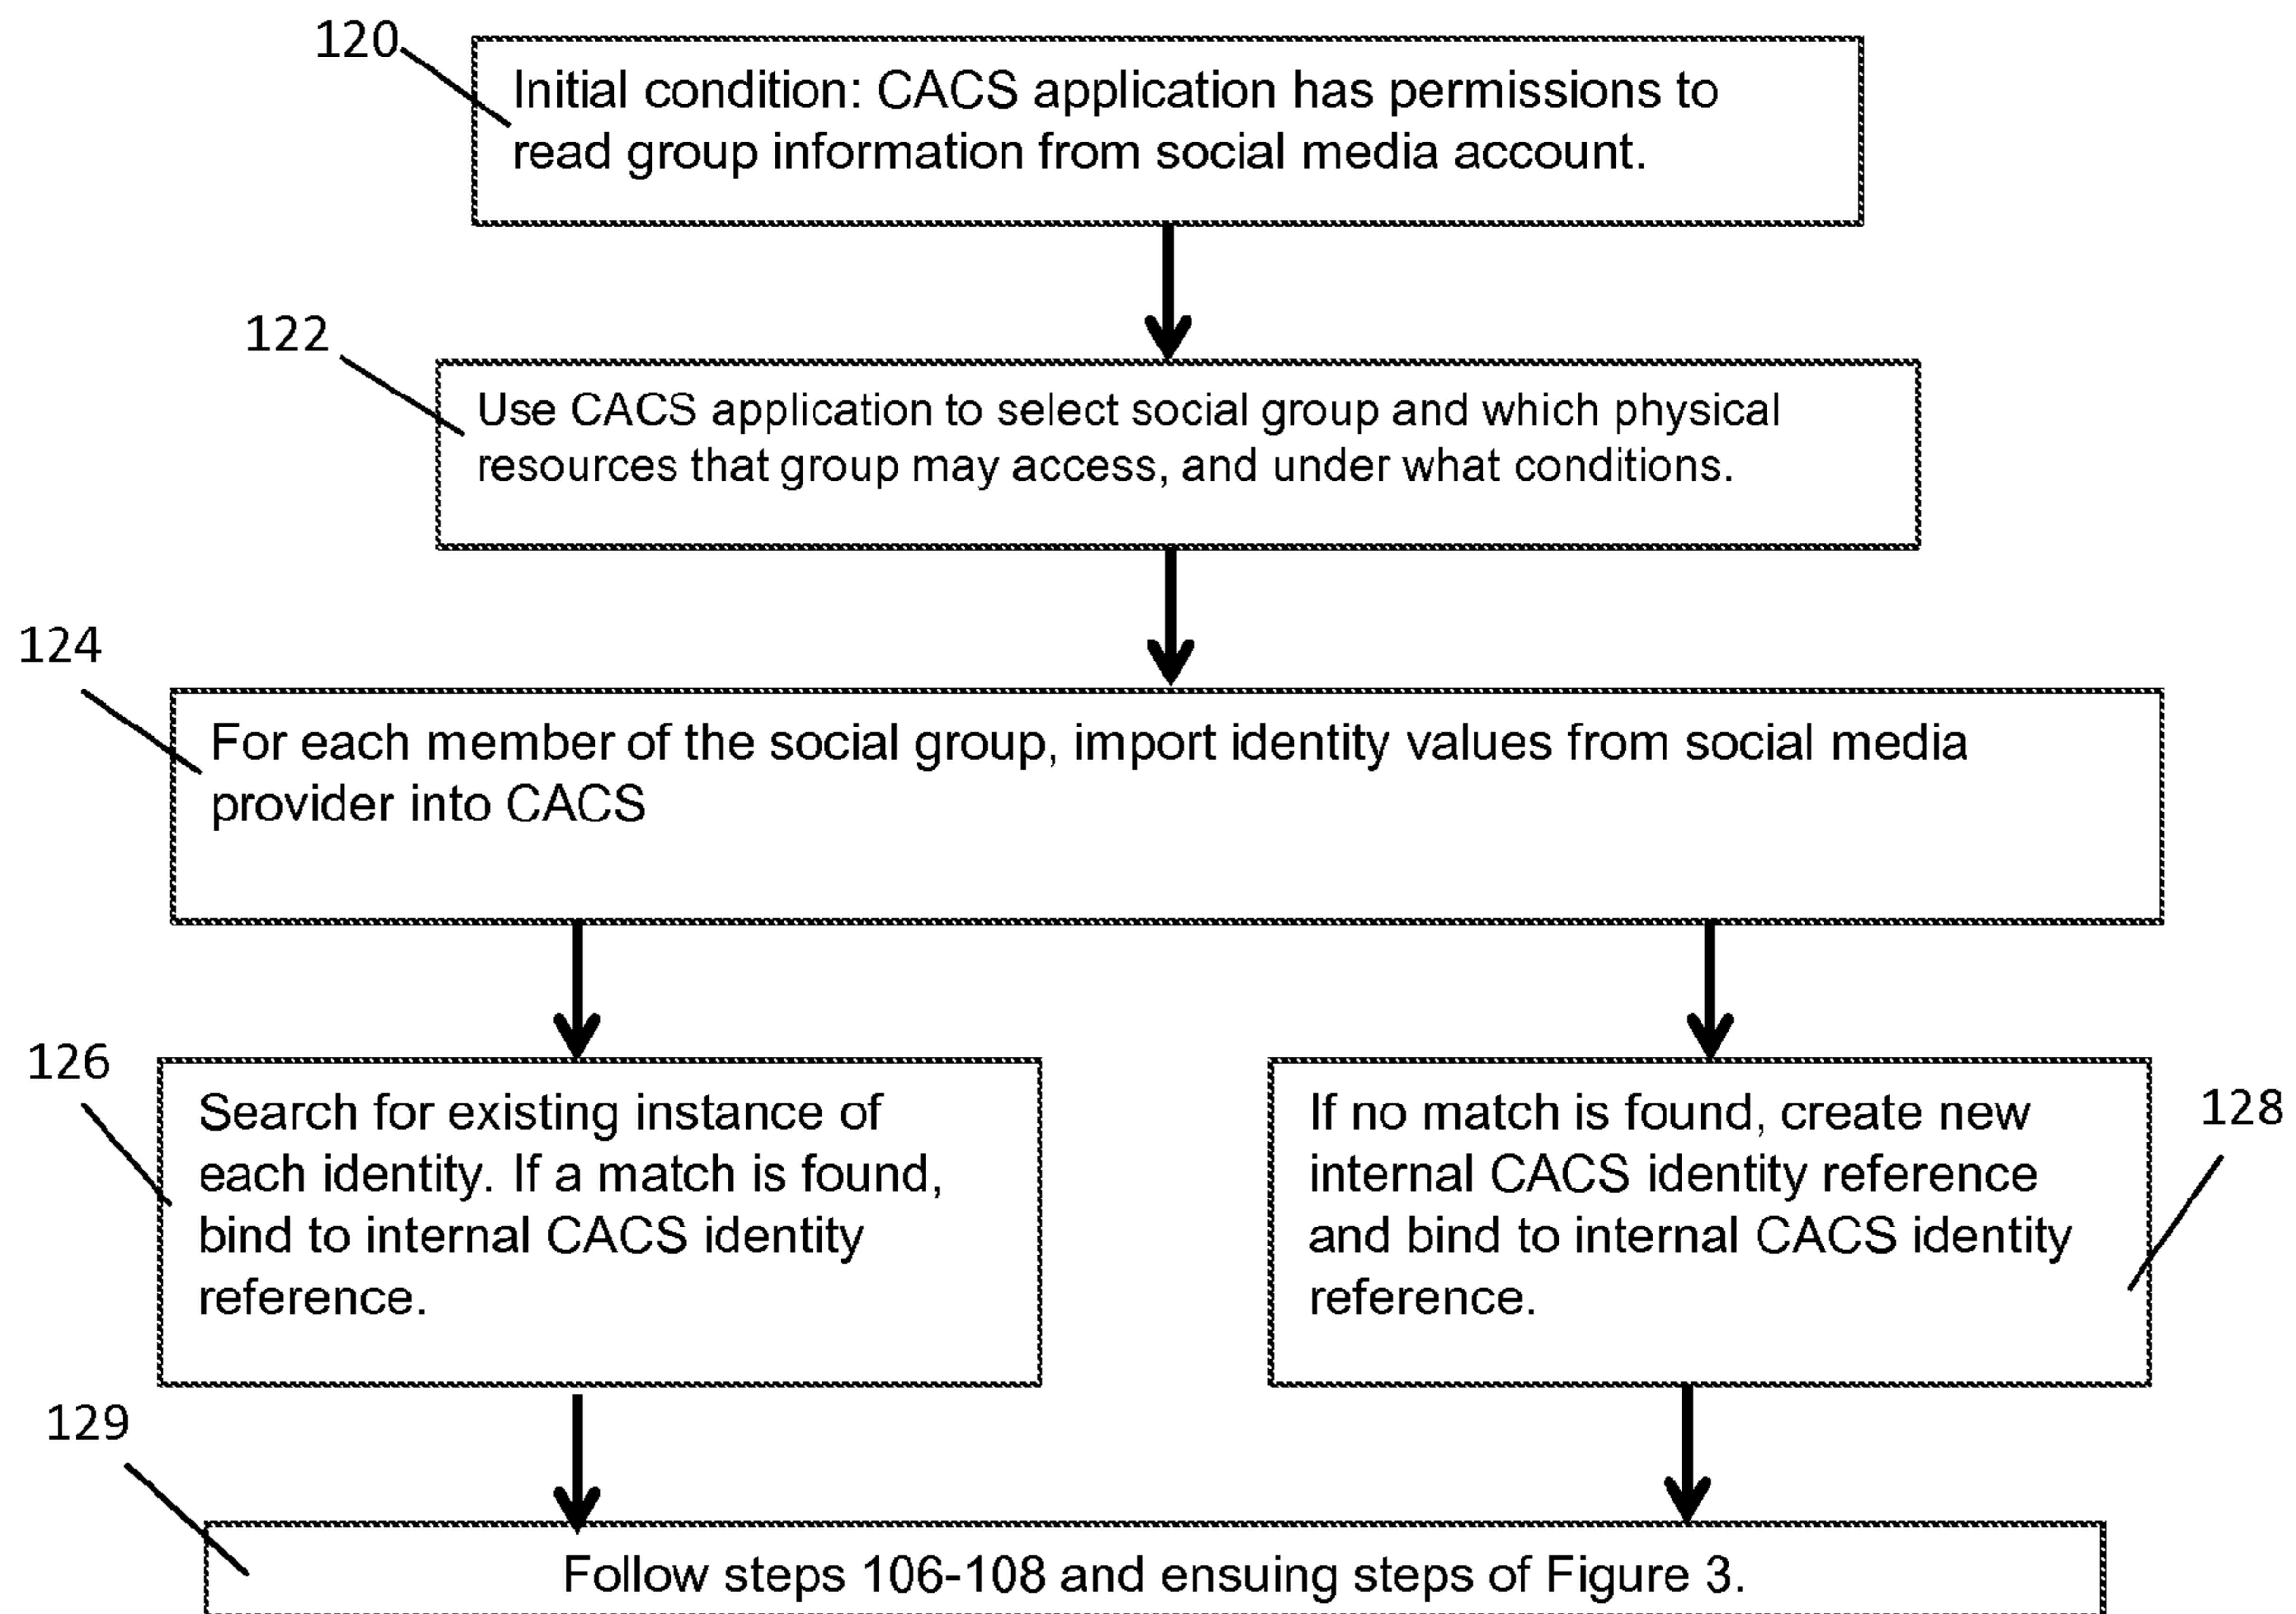 120
Initial condition: CACS application has permissions to
read group information from social media account.
122
Use CACS application to select social group and which physical
resources that group may access, and under what conditions.
124
For each member of the social group, import identity values from social media
provider into CACS
126
Search for existing instance of
each identity. If a match is found,
bind to internal CACS identity
reference.
If no match is found, create new
internal CACS identity reference
and bind to internal CACS identity
reference.
128
129
Follow steps 106-108 and ensuing steps of Figure 3.